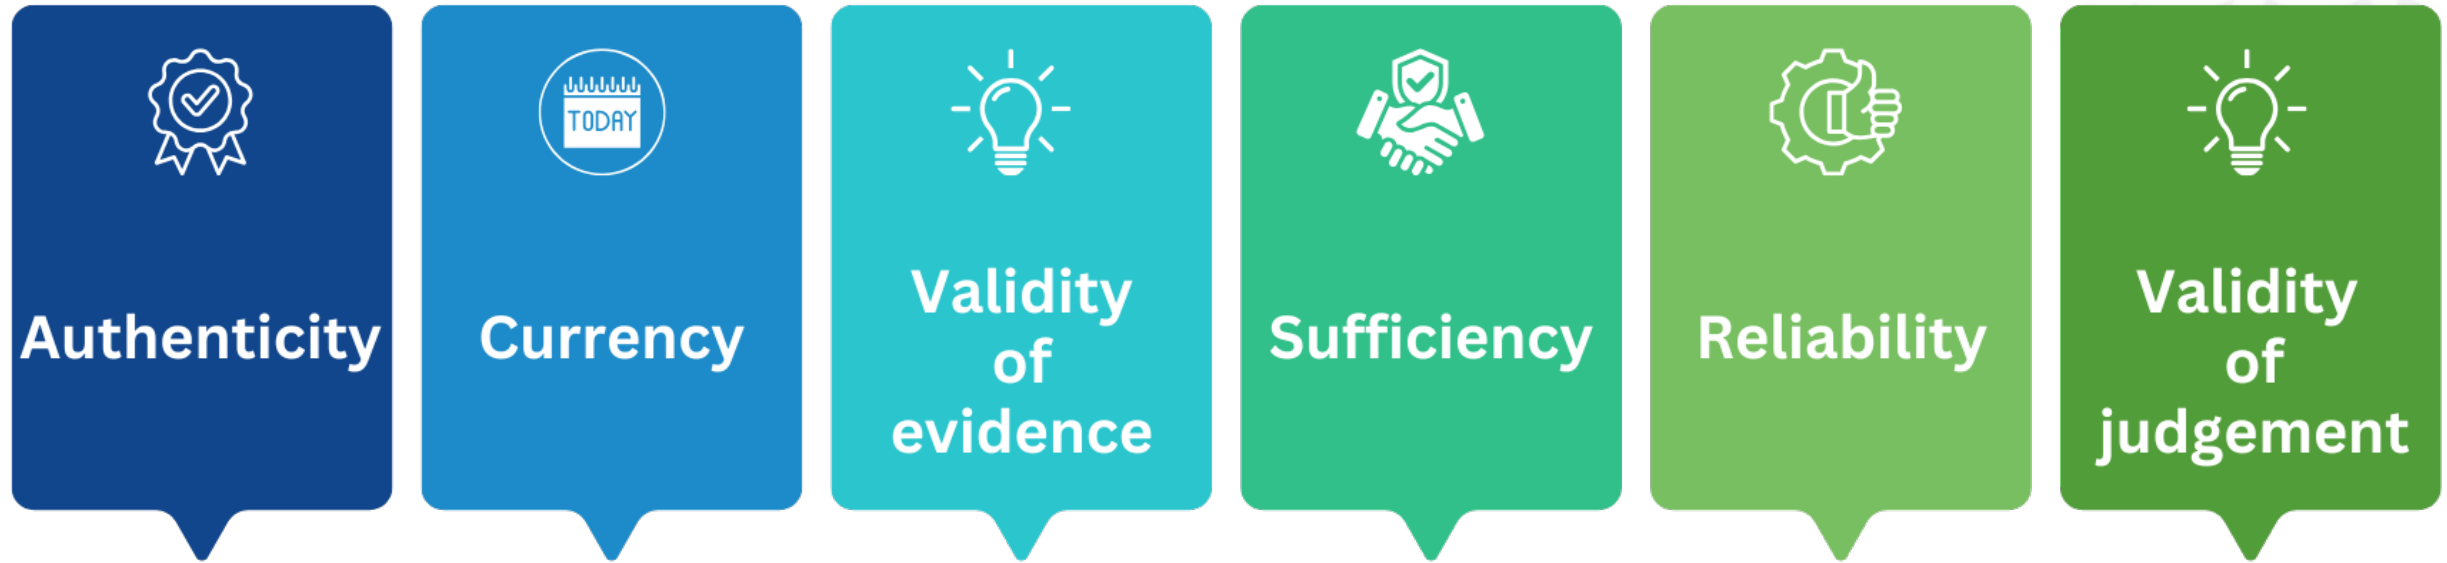 TODAY
Authenticity
Currency
Validity
of
evidence
Sufficiency
Reliability
Validity
of
judgement